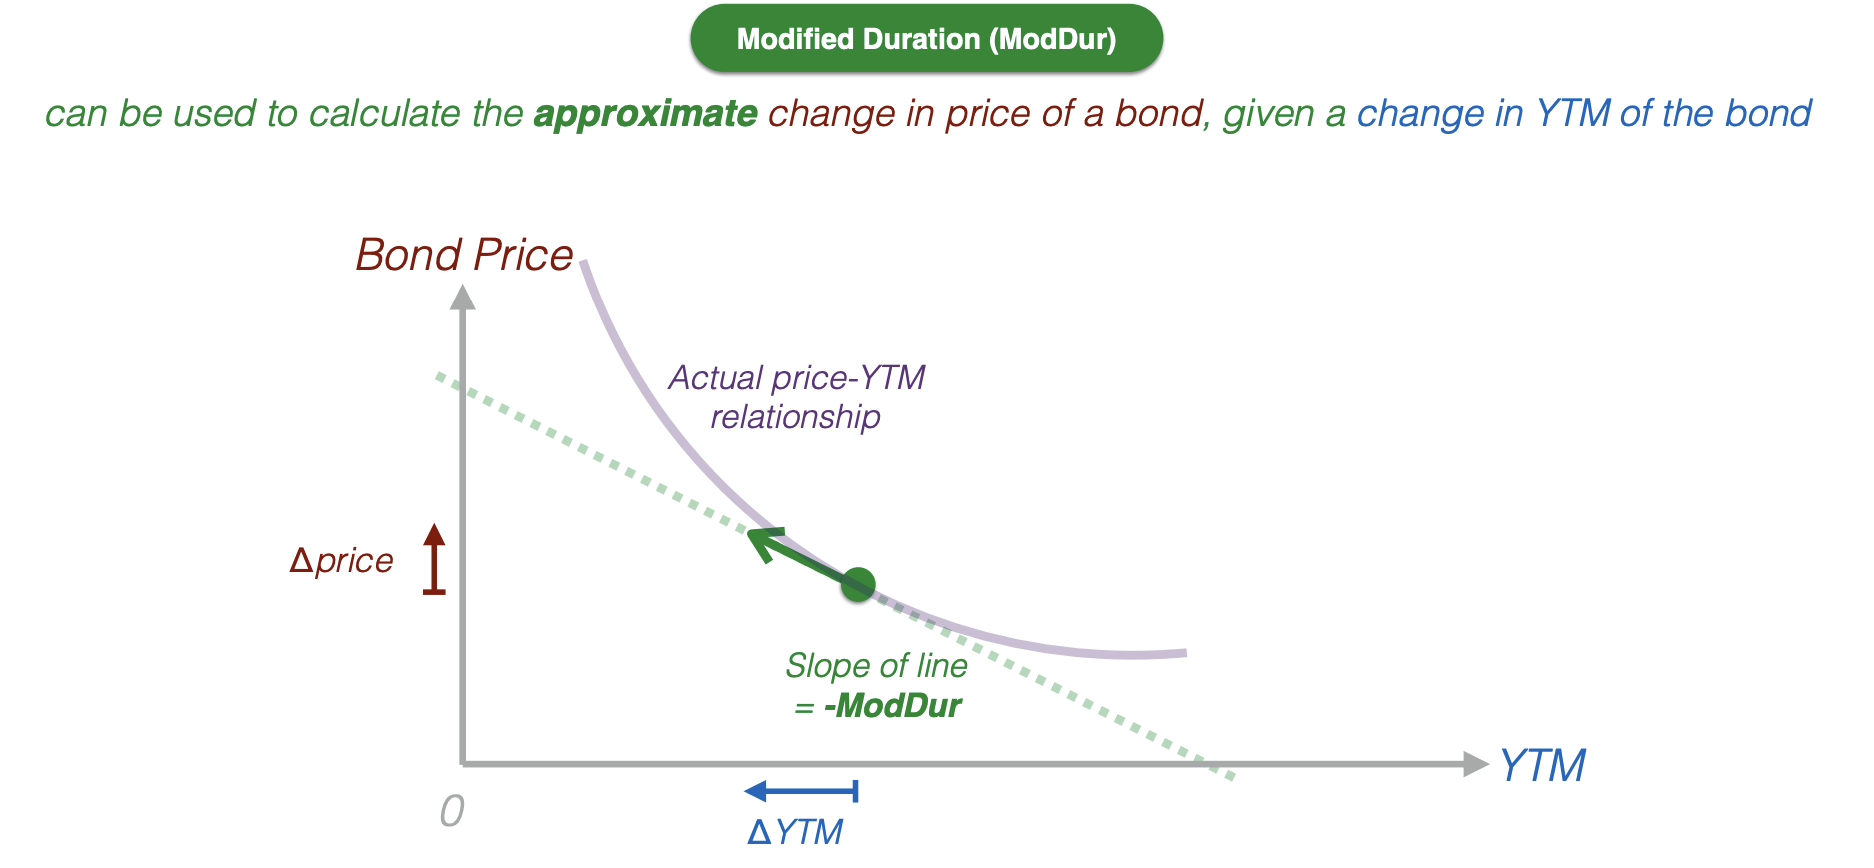 Modified Duration (ModDur)
can be used to calculate the approximate change in price of a bond, given a change in YTM of the bond
Bond Price
Actual price-YTM
relationship
Δprice
Slope of line
= -ModDur
YTM
0
ΔYTM